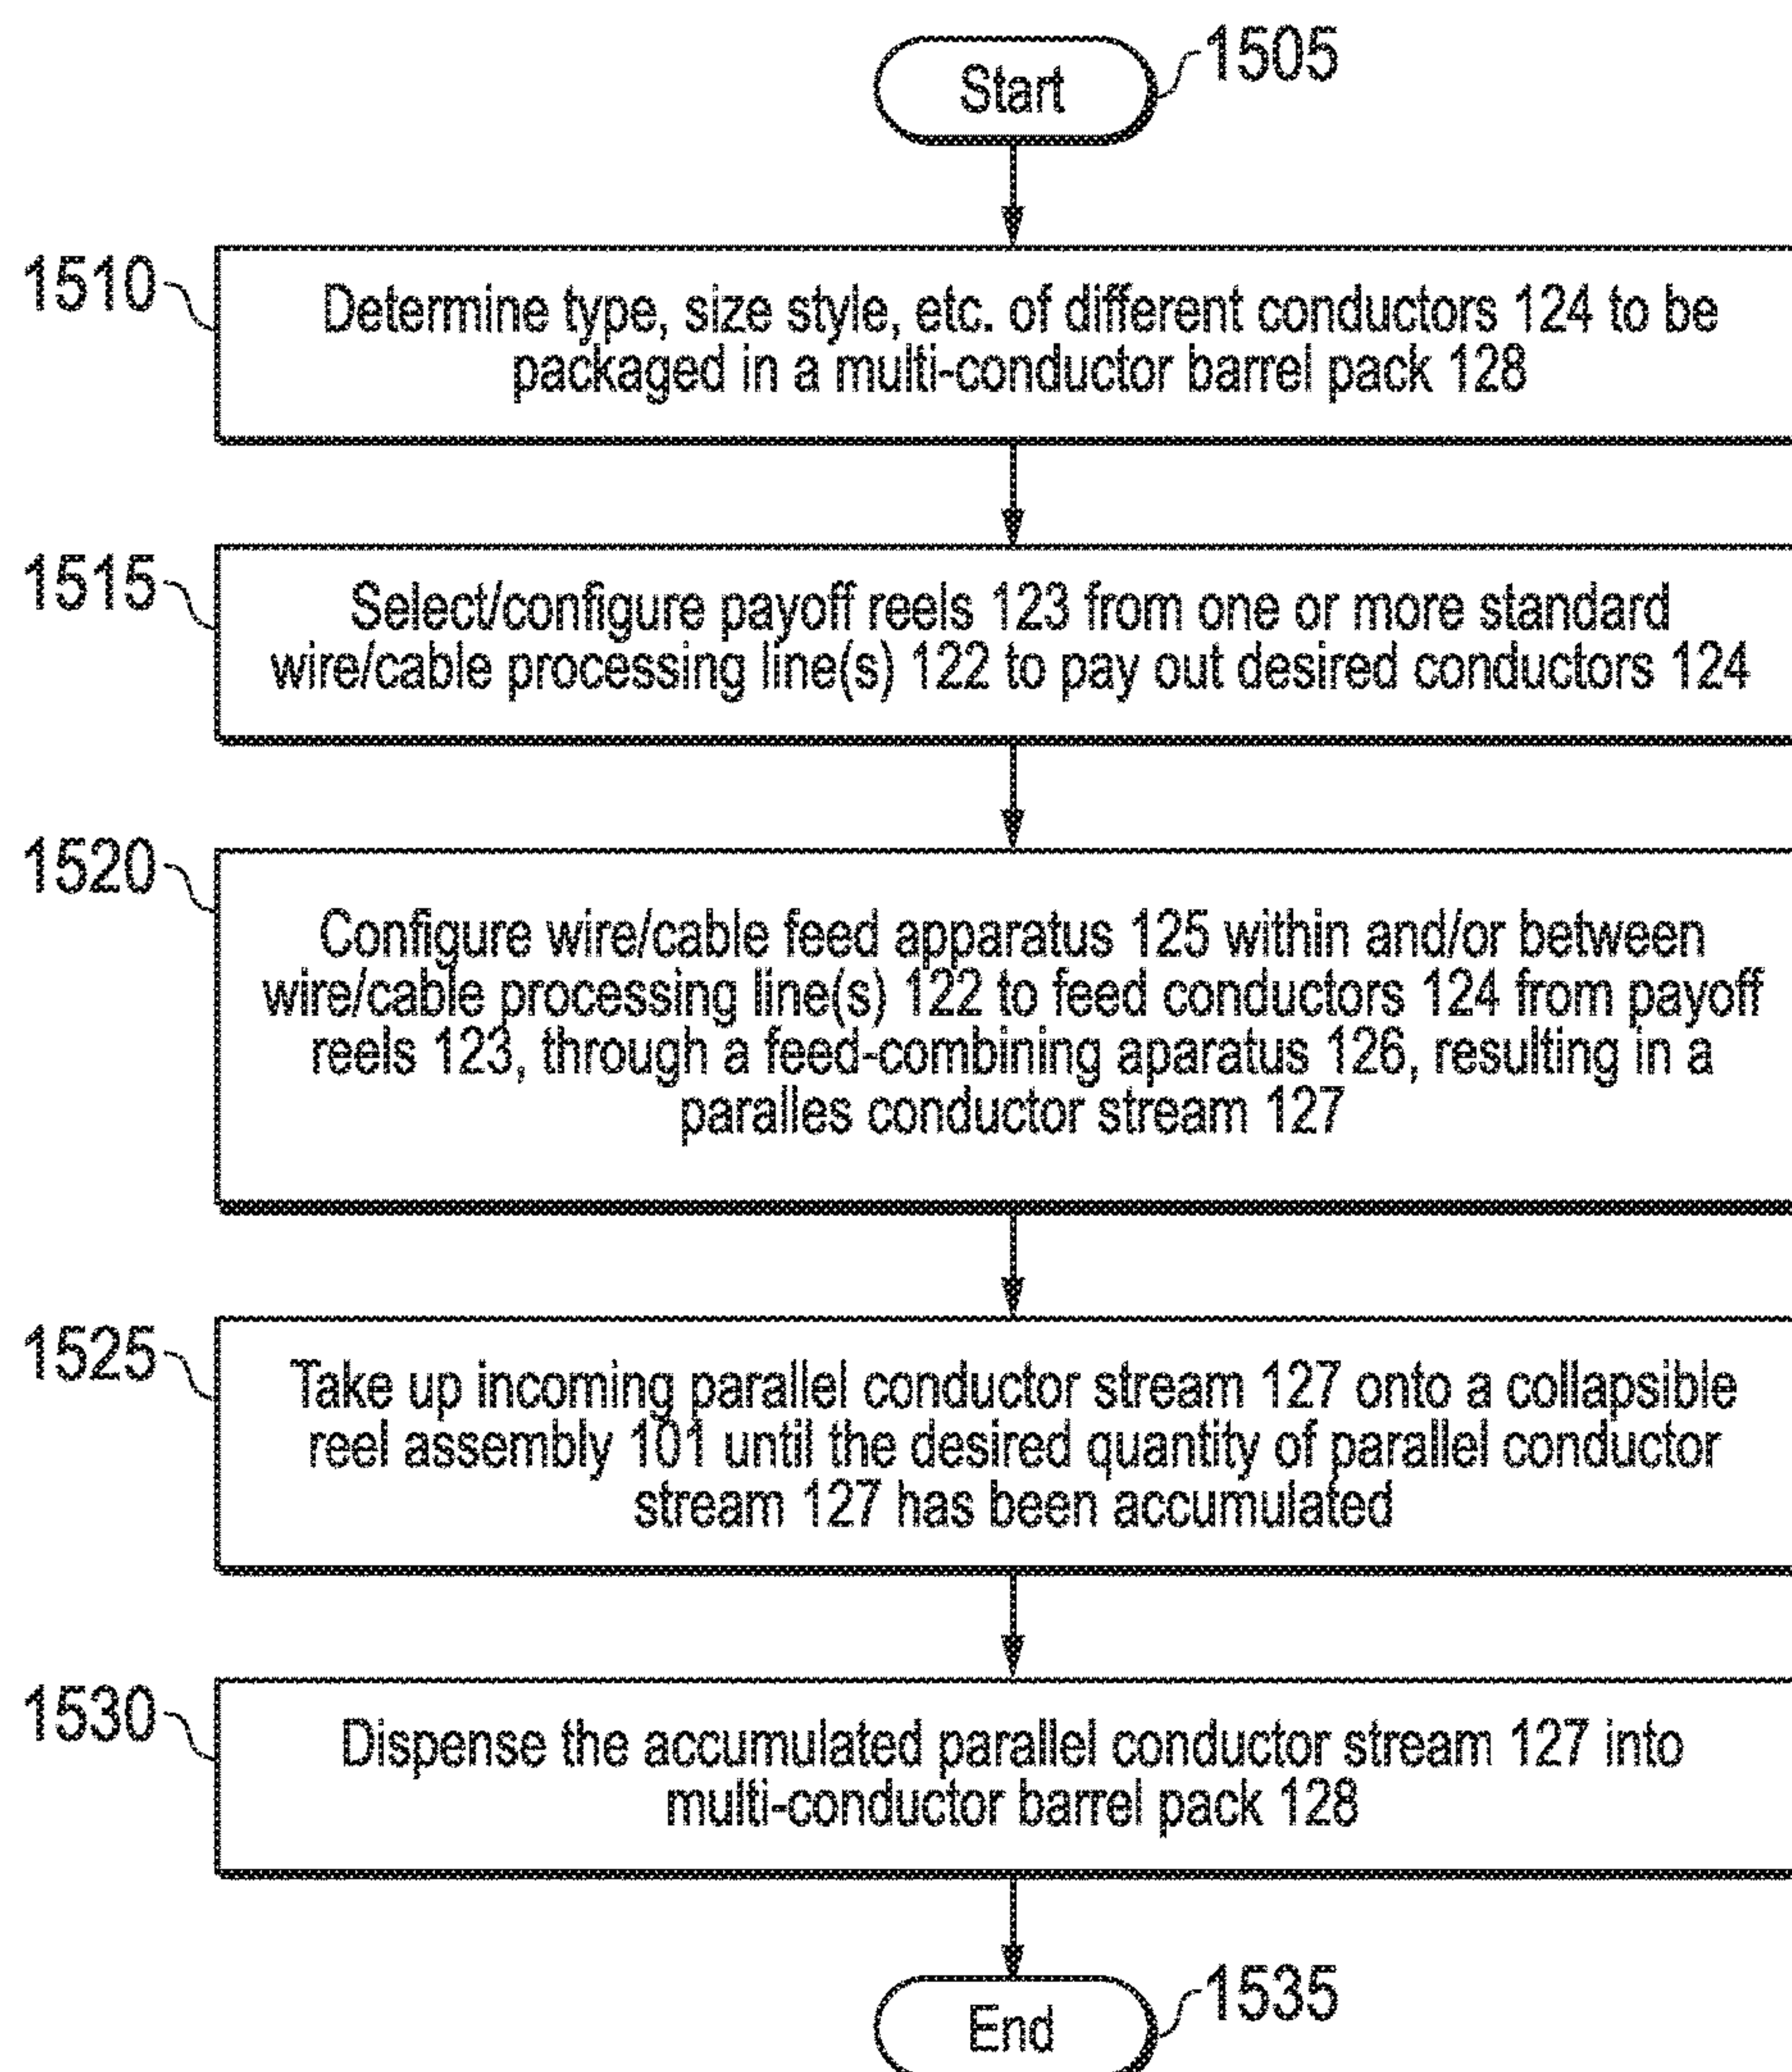 Start
1505
1510
Determine type, size style, etc. of different conductors 124 to be
packaged in a multi-conductor barrel pack 128
1515
Select/configure payoff reels 123 from one or more standard
wire/cable processing line(s) 122 to pay out desired conductors 124
1520
Configure wire/cable feed apparatus 125 within and/or between
wire/cable processing line(s) 122 to feed conductors 124 from payoff
reels 123, through a feed-combining aparatus 126, resulting in a
paralles conductor stream 127
1525
Take up incoming parallel conductor stream 127 onto a collapsible
reel assembly 101 until the desired quantity of parallel conductor
stream 127 has been accumulated
1530
Dispense the accumulated parallel conductor stream 127 into
multi-conductor barrel pack 128
End
1535